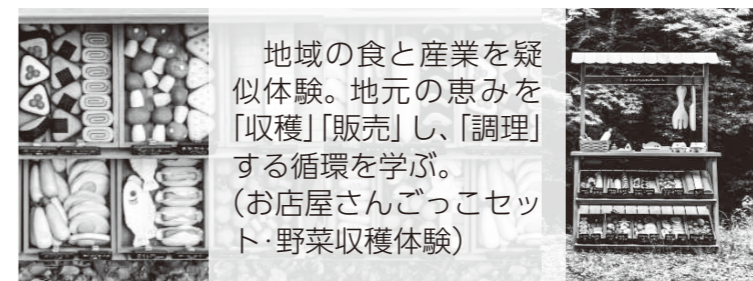 地域の食と産業を疑
似体験。地元の恵みを
「収穫」「販売」し、「調理」
する循環を学ぶ。
（お店屋さんごっこセッ
ト・野菜収穫体験）